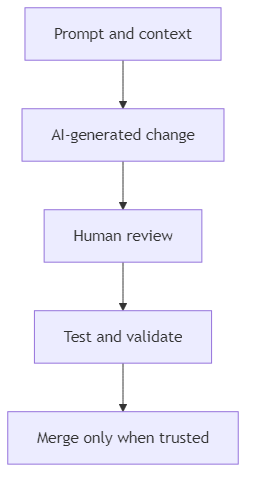 Prompt and context
AI-generated change
Human review
Test and validate
Merge only when trusted